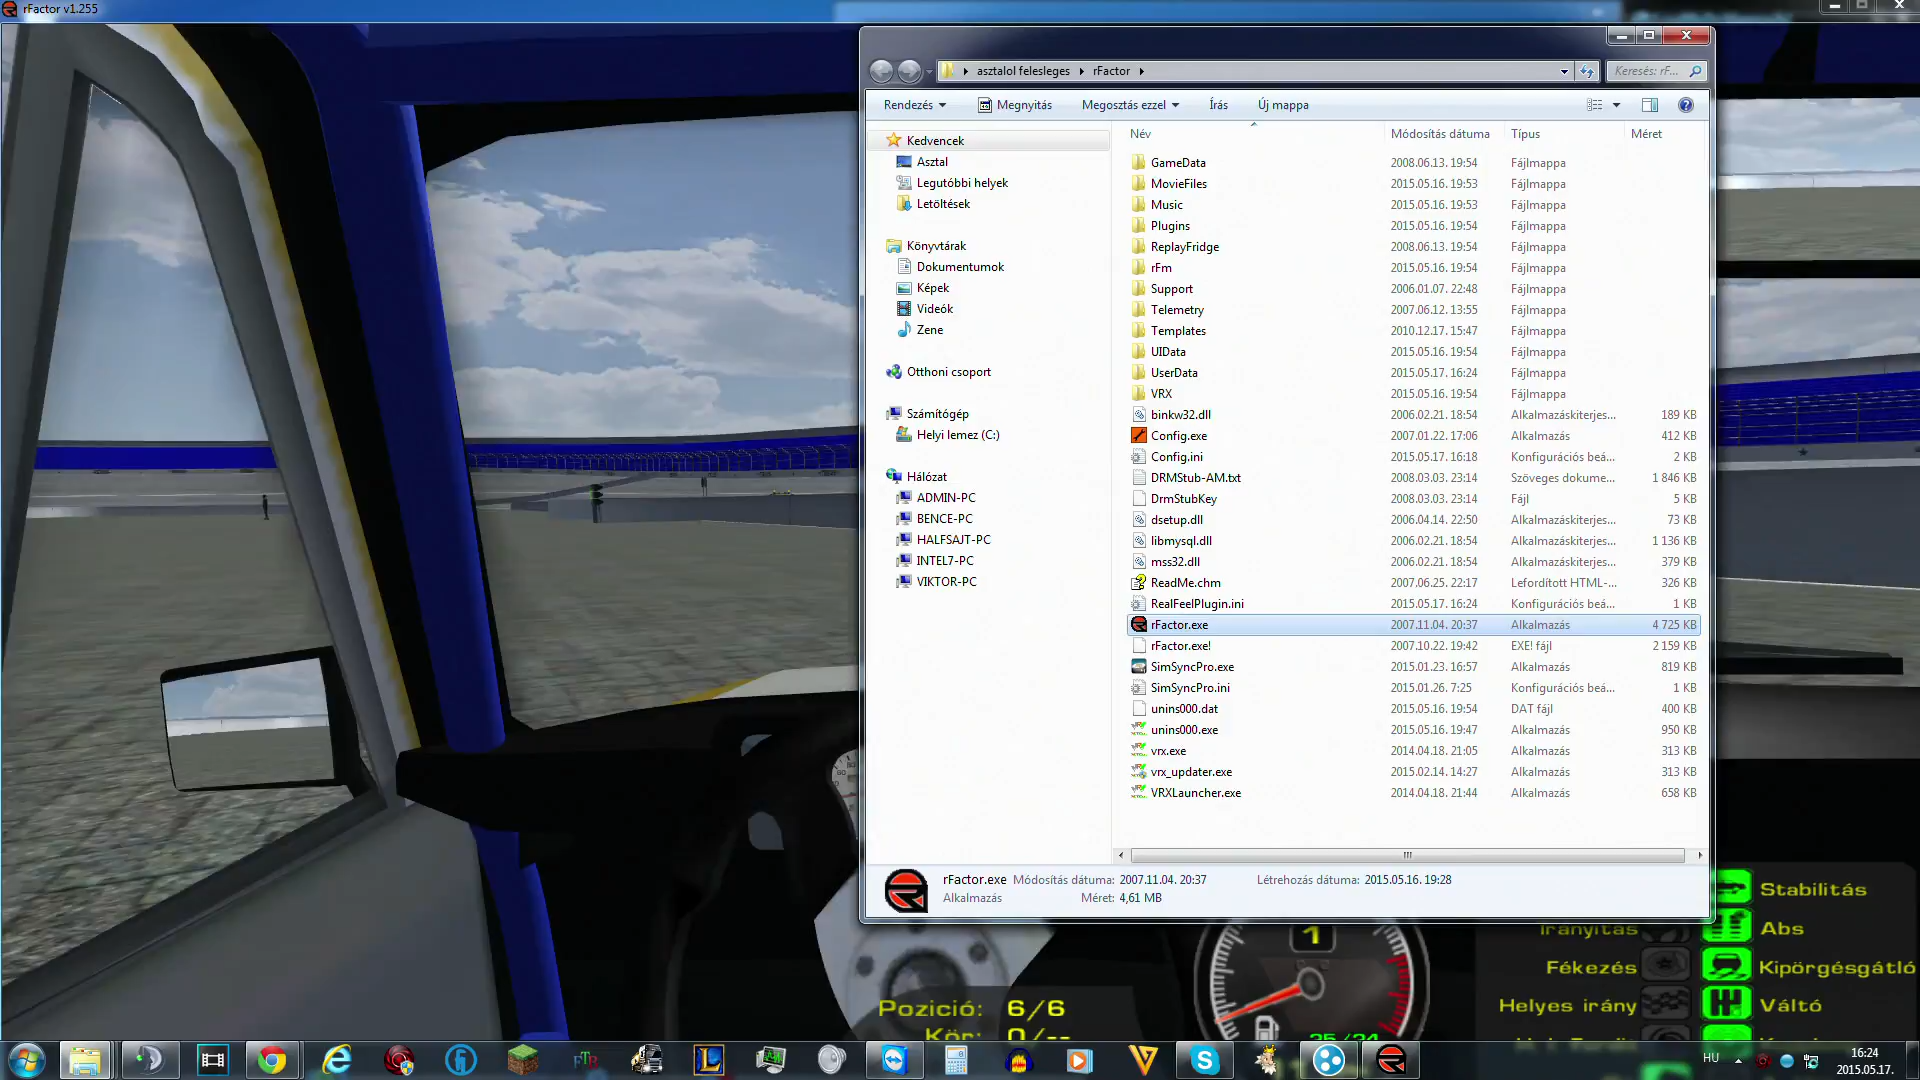 rFactor v1.255
asztalol felesleges
rFactor
Keresés: rF...
Rendezés
Megnyitás
Megosztás ezzel
Írás
Új mappa
Kedvencek
Asztal
Legutóbbi helyek
Letöltések
Könyvtárak
Dokumentumok
Képek
Videók
Zene
Otthoni csoport
Számítógép
Helyi lemez (C:)
Hálózat
ADMIN-PC
BENCE-PC
HALFSAJT-PC
INTEL7-PC
VIKTOR-PC
Név Módosítás dátuma Típus Méret
GameData 2008.06.13. 19:54 Fájlmappa
MovieFiles 2015.05.16. 19:53 Fájlmappa
Music 2015.05.16. 19:53 Fájlmappa
Plugins 2015.05.16. 19:54 Fájlmappa
ReplayFridge 2008.06.13. 19:54 Fájlmappa
rFm 2015.05.16. 19:54 Fájlmappa
Support 2006.01.07. 22:48 Fájlmappa
Telemetry 2007.06.12. 13:55 Fájlmappa
Templates 2010.12.17. 15:47 Fájlmappa
UIData 2015.05.16. 19:54 Fájlmappa
UserData 2015.05.17. 16:24 Fájlmappa
VRX 2015.05.16. 19:54 Fájlmappa
binkw32.dll 2006.02.21. 18:54 Alkalmazáskiterjes... 189 KB
Config.exe 2007.01.22. 17:06 Alkalmazás 412 KB
Config.ini 2015.05.17. 16:18 Konfigurációs beá... 2 KB
DRMStub-AM.txt 2008.03.03. 23:14 Szöveges dokume... 1 846 KB
DrmStubKey 2008.03.03. 23:14 Fájl 5 KB
dsetup.dll 2006.04.14. 22:50 Alkalmazáskiterjes... 73 KB
libmysql.dll 2006.02.21. 18:54 Alkalmazáskiterjes... 1 136 KB
mss32.dll 2006.02.21. 18:54 Alkalmazáskiterjes... 379 KB
ReadMe.chm 2007.06.25. 22:17 Lefordított HTML-... 326 KB
RealFeelPlugin.ini 2015.05.17. 16:24 Konfigurációs beá... 1 KB
rFactor.exe 2007.11.04. 20:37 Alkalmazás 4 725 KB
rFactor.exe! 2007.10.22. 19:42 EXE! fájl 2 159 KB
SimSyncPro.exe 2015.01.23. 16:57 Alkalmazás 819 KB
SimSyncPro.ini 2015.01.26. 7:25 Konfigurációs beá... 1 KB
unins000.dat 2015.05.16. 19:54 DAT fájl 400 KB
unins000.exe 2015.05.16. 19:47 Alkalmazás 950 KB
vrx.exe 2014.04.18. 21:05 Alkalmazás 313 KB
vrx_updater.exe 2015.02.14. 14:27 Alkalmazás 313 KB
VRXLauncher.exe 2014.04.18. 21:44 Alkalmazás 658 KB
rFactor.exe Módosítás dátuma: 2007.11.04. 20:37 Létrehozás dátuma: 2015.05.16. 19:28
Alkalmazás Méret: 4,61 MB
Stabilitás
Irányítás Abs
Fékezés Kipörgésgátló
Helyes irány Váltó
1
Pozició: 6/6
Kör: 0/--
HU
16:24
2015.05.17.